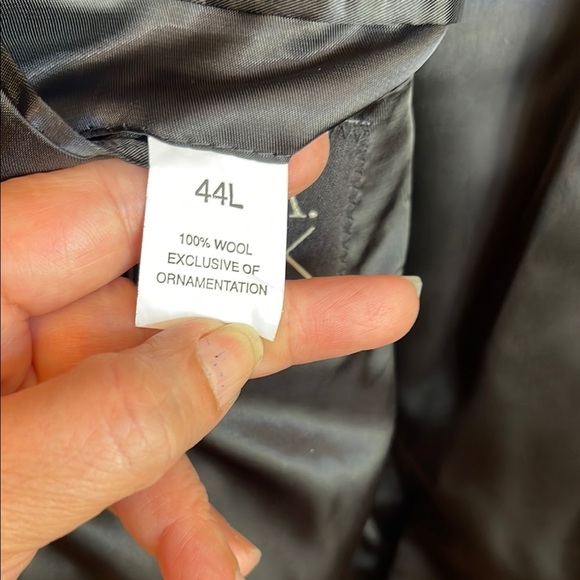 44L
100% WOOL
EXCLUSIVE OF
ORNAMENTATION